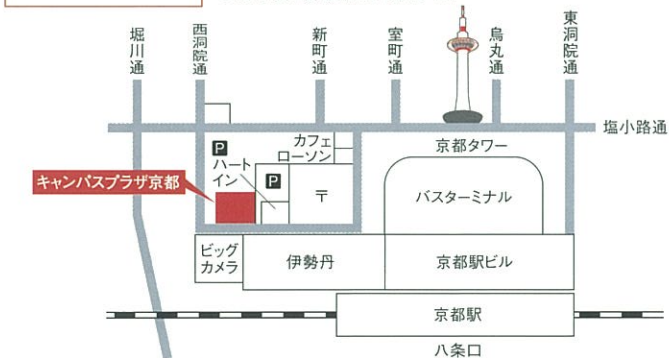 堀川通
西洞院通
新町通
室町通
烏丸通
東洞院通
塩小路通
京都タワー
カフェ
ローソン
P
ハート
イン
P
〒
バスターミナル
キャンパスプラザ京都
ビッグ
カメラ
伊勢丹
京都駅ビル
京都駅
八条口